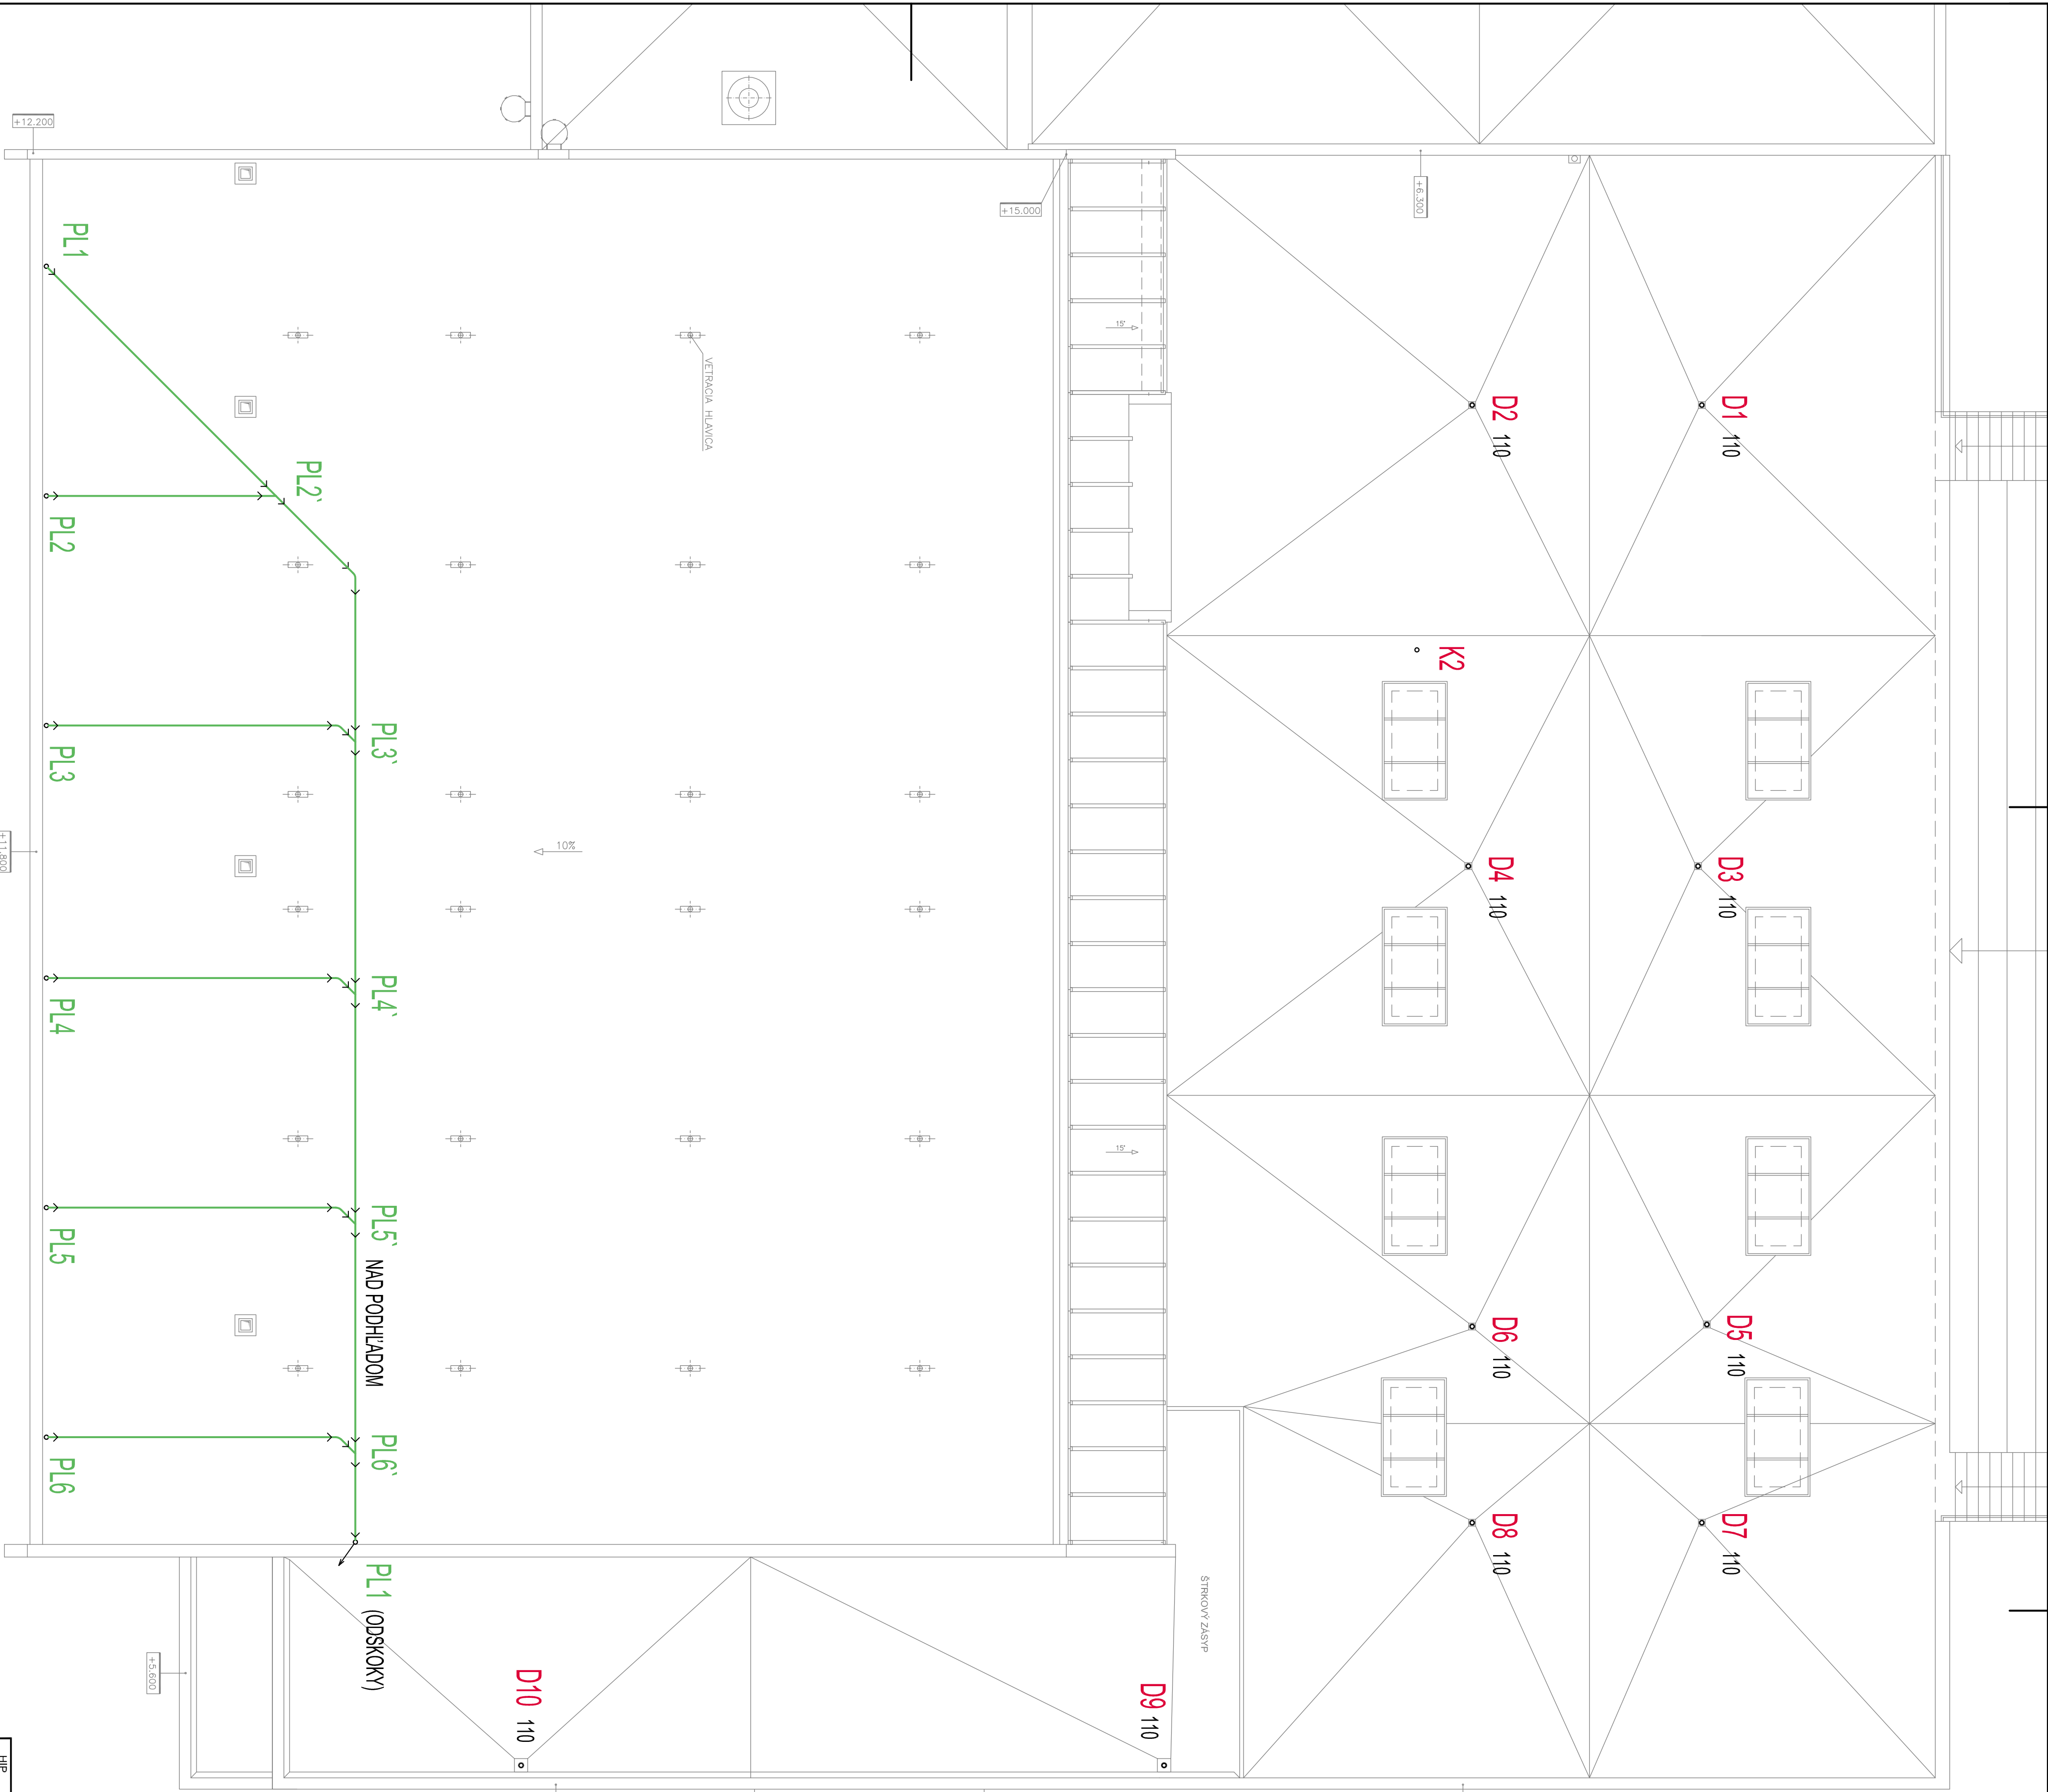 +12.200
+15.000
+6.300
PL1
PL2`
PL2
VETRACIA HLAVICA
15°
D2 110
D1 110
K2
PL3`
PL3
+11.800
10%
D4 110
D3 110
PL4`
PL4
15°
PL5`
PL5
NAD PODHĽADOM
D6 110
D5 110
PL6`
PL6
D8 110
D7 110
PL1 (ODSKOKY)
ŠTRKOVÝ ZÁSYP
+5.600
D10 110
D9 110
HIP